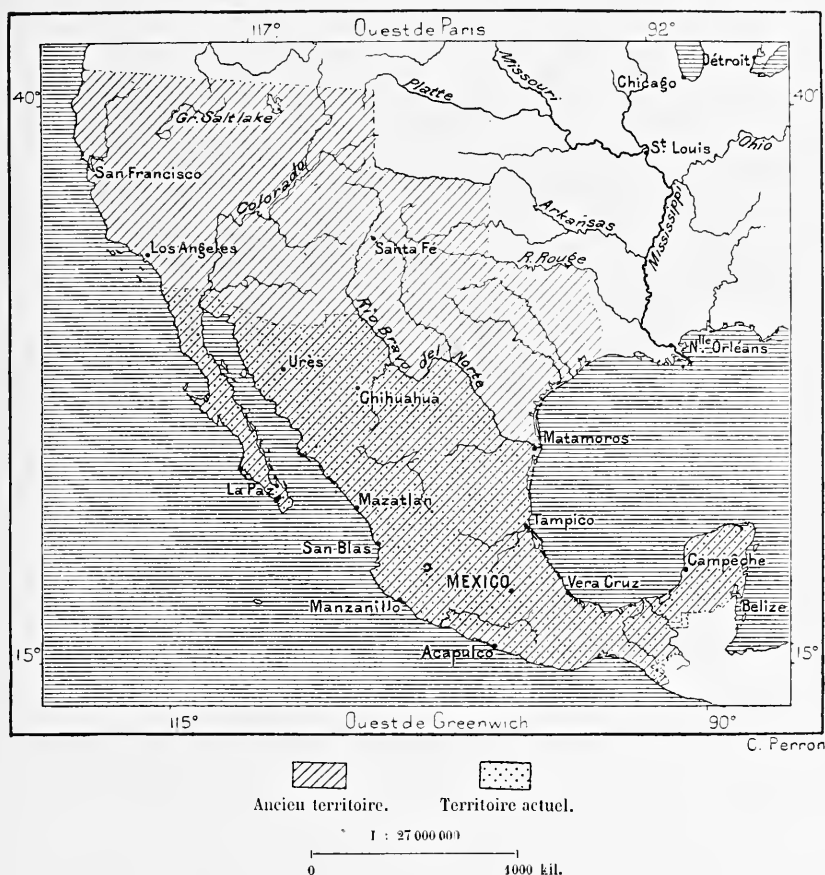 117° Ouest de Paris 92°
Détroit
Chicago
Missouri
Platte
40° 40°
Gr. Salt lake
Ohio
St. Louis
San Francisco
Colorado
Arkansas
Mississippi
Los Angeles
Santa Fé
R. Rouge
Rio Bravo del Norte
Nlle Orléans
Urès
Chihuahua
Matamoros
La Paz
Mazatlan
Tampico
San Blas
Campêche
MEXICO
Vera Cruz
Manzanillo
Belize
Acapulco
15° 15°
115° Ouest de Greenwich 90°
C. Perron
Ancien territoire. Territoire actuel.
1 : 27 000 000
0 1000 kil.